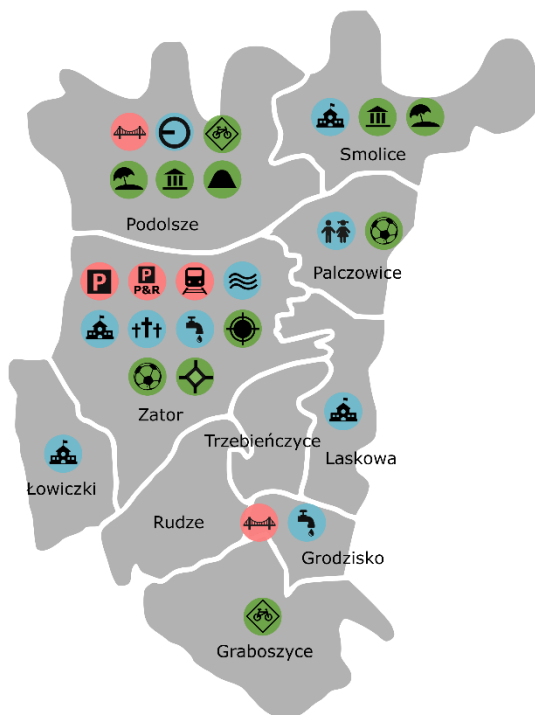 Smolice
Podolsze
Palczowice
P
P
P&R
Zator
Trzebieńczyce
Laskowa
Łowiczki
Rudze
Grodzisko
Graboszyce